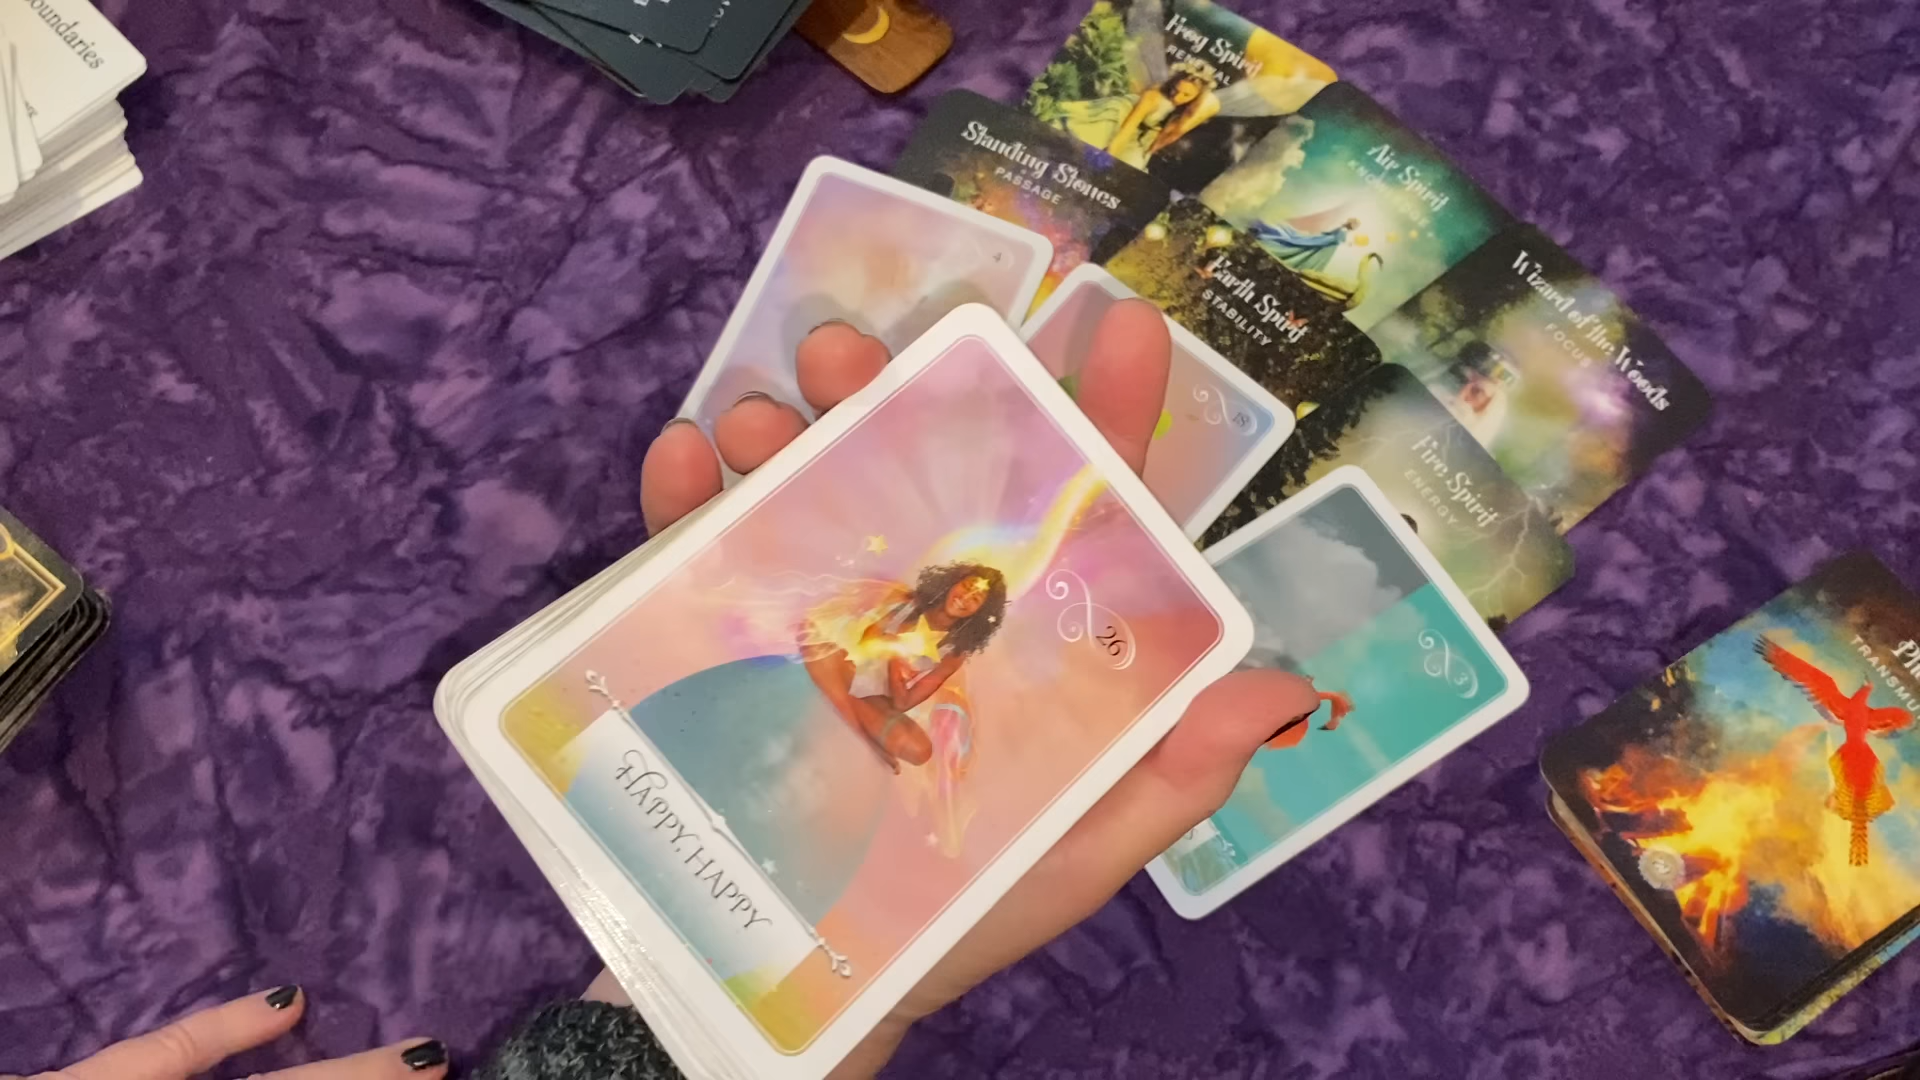 Frog Spirit
RENEWAL
Standing Stones
PASSAGE
Air Spirit
Earth Spirit
STABILITY
Wizard of the Woods
FOCUS
Fire Spirit
ENERGY
4
18
3
26
HAPPY, HAPPY